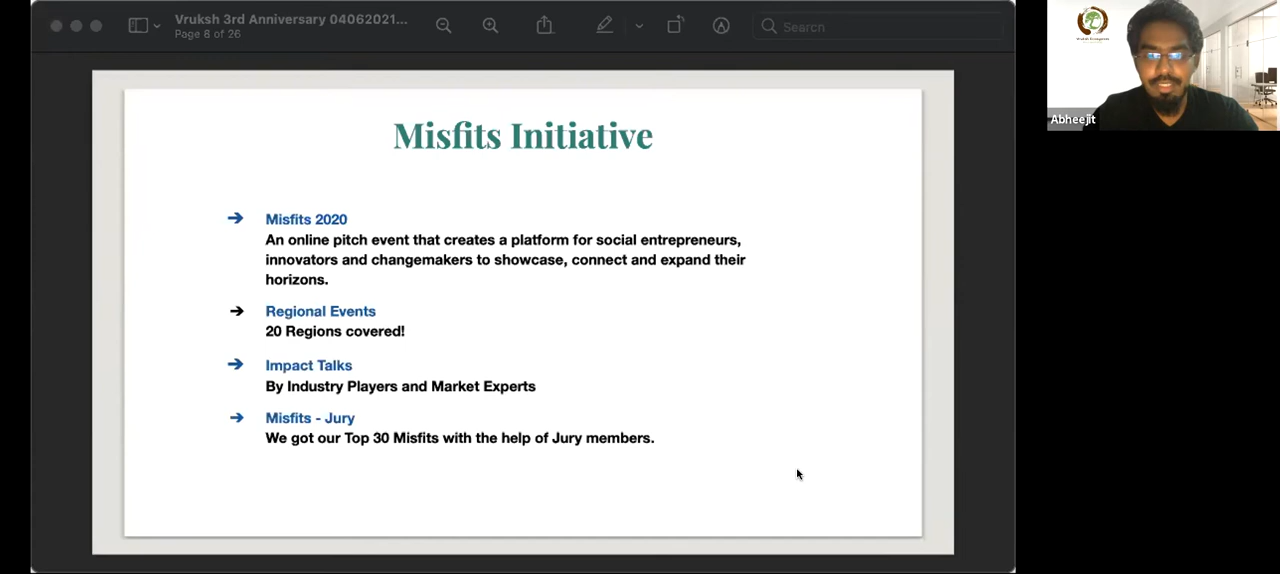 Vruksh 3rd Anniversary 04062021...
Page 8 of 26
Search
Misfits Initiative
➔ Misfits 2020
An online pitch event that creates a platform for social entrepreneurs,
innovators and changemakers to showcase, connect and expand their
horizons.
➔ Regional Events
20 Regions covered!
➔ Impact Talks
By Industry Players and Market Experts
➔ Misfits - Jury
We got our Top 30 Misfits with the help of Jury members.
Abheejit